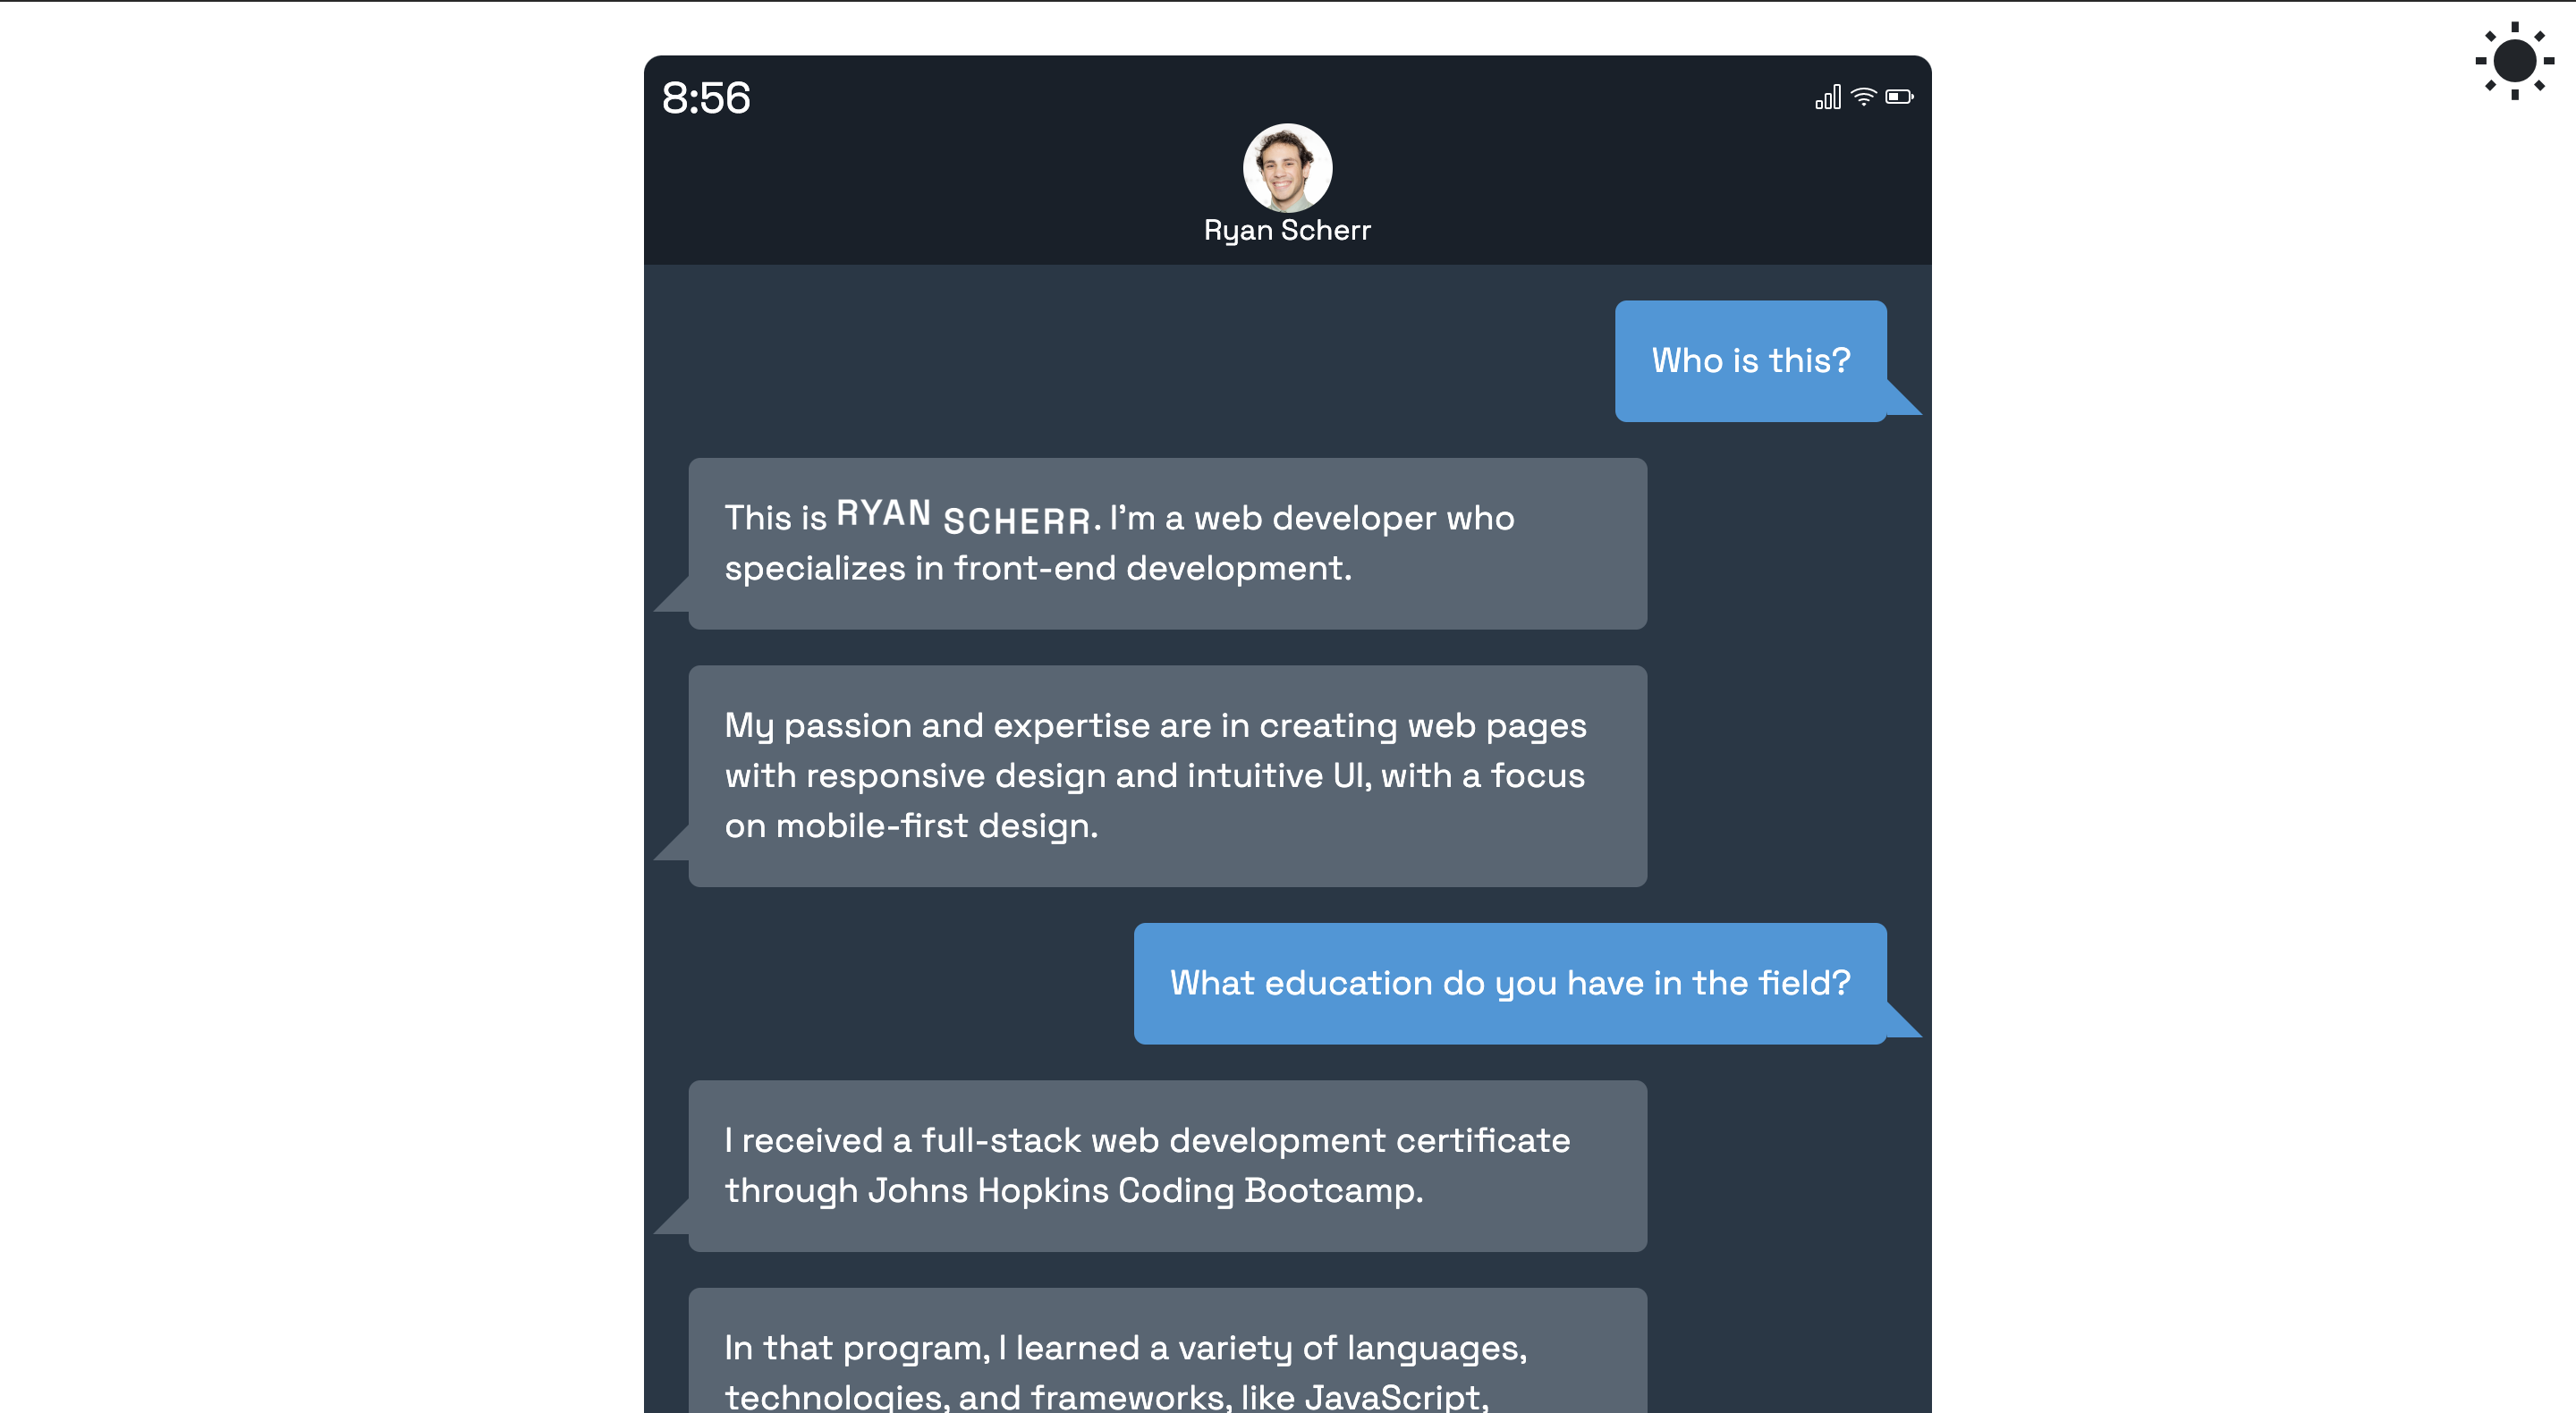 8:56
Ryan Scherr
Who is this?
This is RYAN SCHERR. I'm a web developer who
specializes in front-end development.
My passion and expertise are in creating web pages
with responsive design and intuitive UI, with a focus
on mobile-first design.
What education do you have in the field?
I received a full-stack web development certificate
through Johns Hopkins Coding Bootcamp.
In that program, I learned a variety of languages,
technologies, and frameworks, like JavaScript,